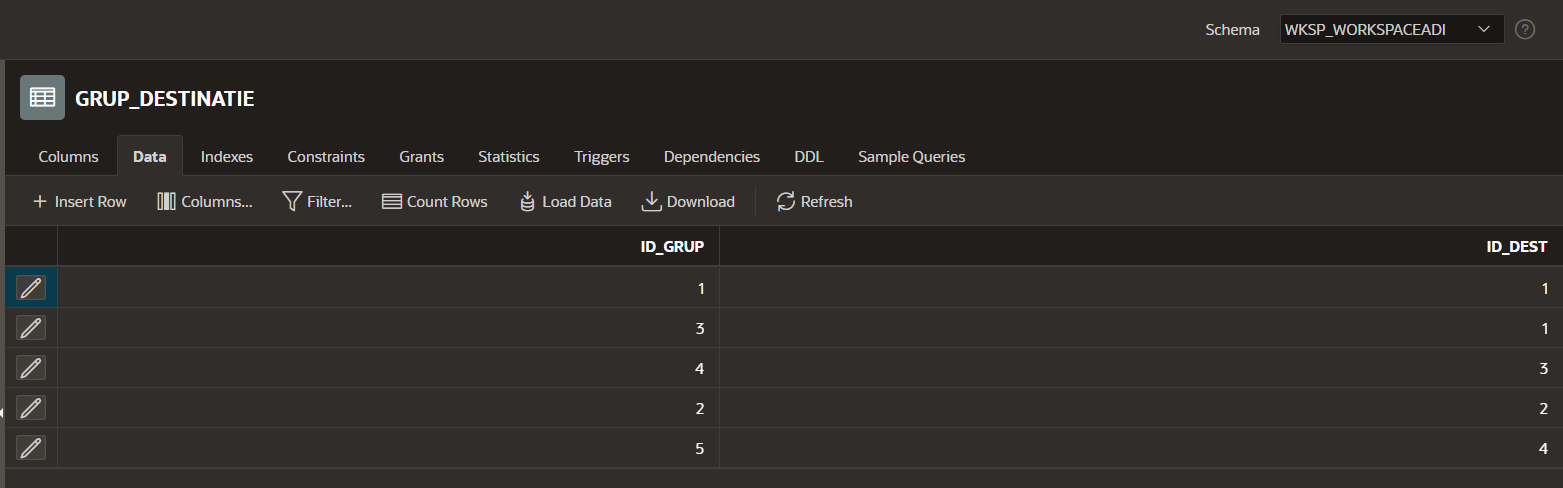 Schema WKSP_WORKSPACEADI ?
GRUP_DESTINATIE
Columns Data Indexes Constraints Grants Statistics Triggers Dependencies DDL Sample Queries
+ Insert Row Columns... Filter... Count Rows Load Data Download Refresh
ID_GRUP ID_DEST
1 1
3 1
4 3
2 2
5 4